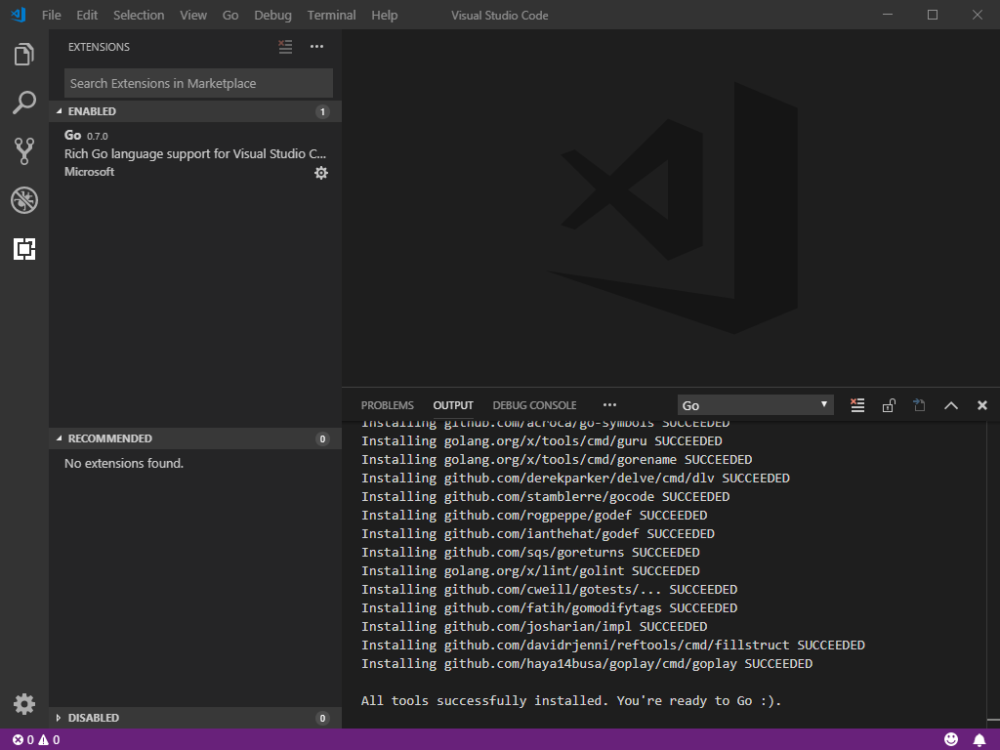 File Edit Selection View Go Debug Terminal Help Visual Studio Code
EXTENSIONS
Search Extensions in Marketplace
ENABLED 1
Go 0.7.0
Rich Go language support for Visual Studio C...
Microsoft
RECOMMENDED 0
No extensions found.
DISABLED 0
PROBLEMS OUTPUT DEBUG CONSOLE ... Go
Installing github.com/acroca/go-symbols SUCCEEDED
Installing golang.org/x/tools/cmd/guru SUCCEEDED
Installing golang.org/x/tools/cmd/gorename SUCCEEDED
Installing github.com/derekparker/delve/cmd/dlv SUCCEEDED
Installing github.com/stamblerre/gocode SUCCEEDED
Installing github.com/rogpeppe/godef SUCCEEDED
Installing github.com/ianthehat/godef SUCCEEDED
Installing github.com/sqs/goreturns SUCCEEDED
Installing golang.org/x/lint/golint SUCCEEDED
Installing github.com/cweill/gotests/... SUCCEEDED
Installing github.com/fatih/gomodifytags SUCCEEDED
Installing github.com/josharian/impl SUCCEEDED
Installing github.com/davidrjenni/reftools/cmd/fillstruct SUCCEEDED
Installing github.com/haya14busa/goplay/cmd/goplay SUCCEEDED
All tools successfully installed. You're ready to Go :).
0 0